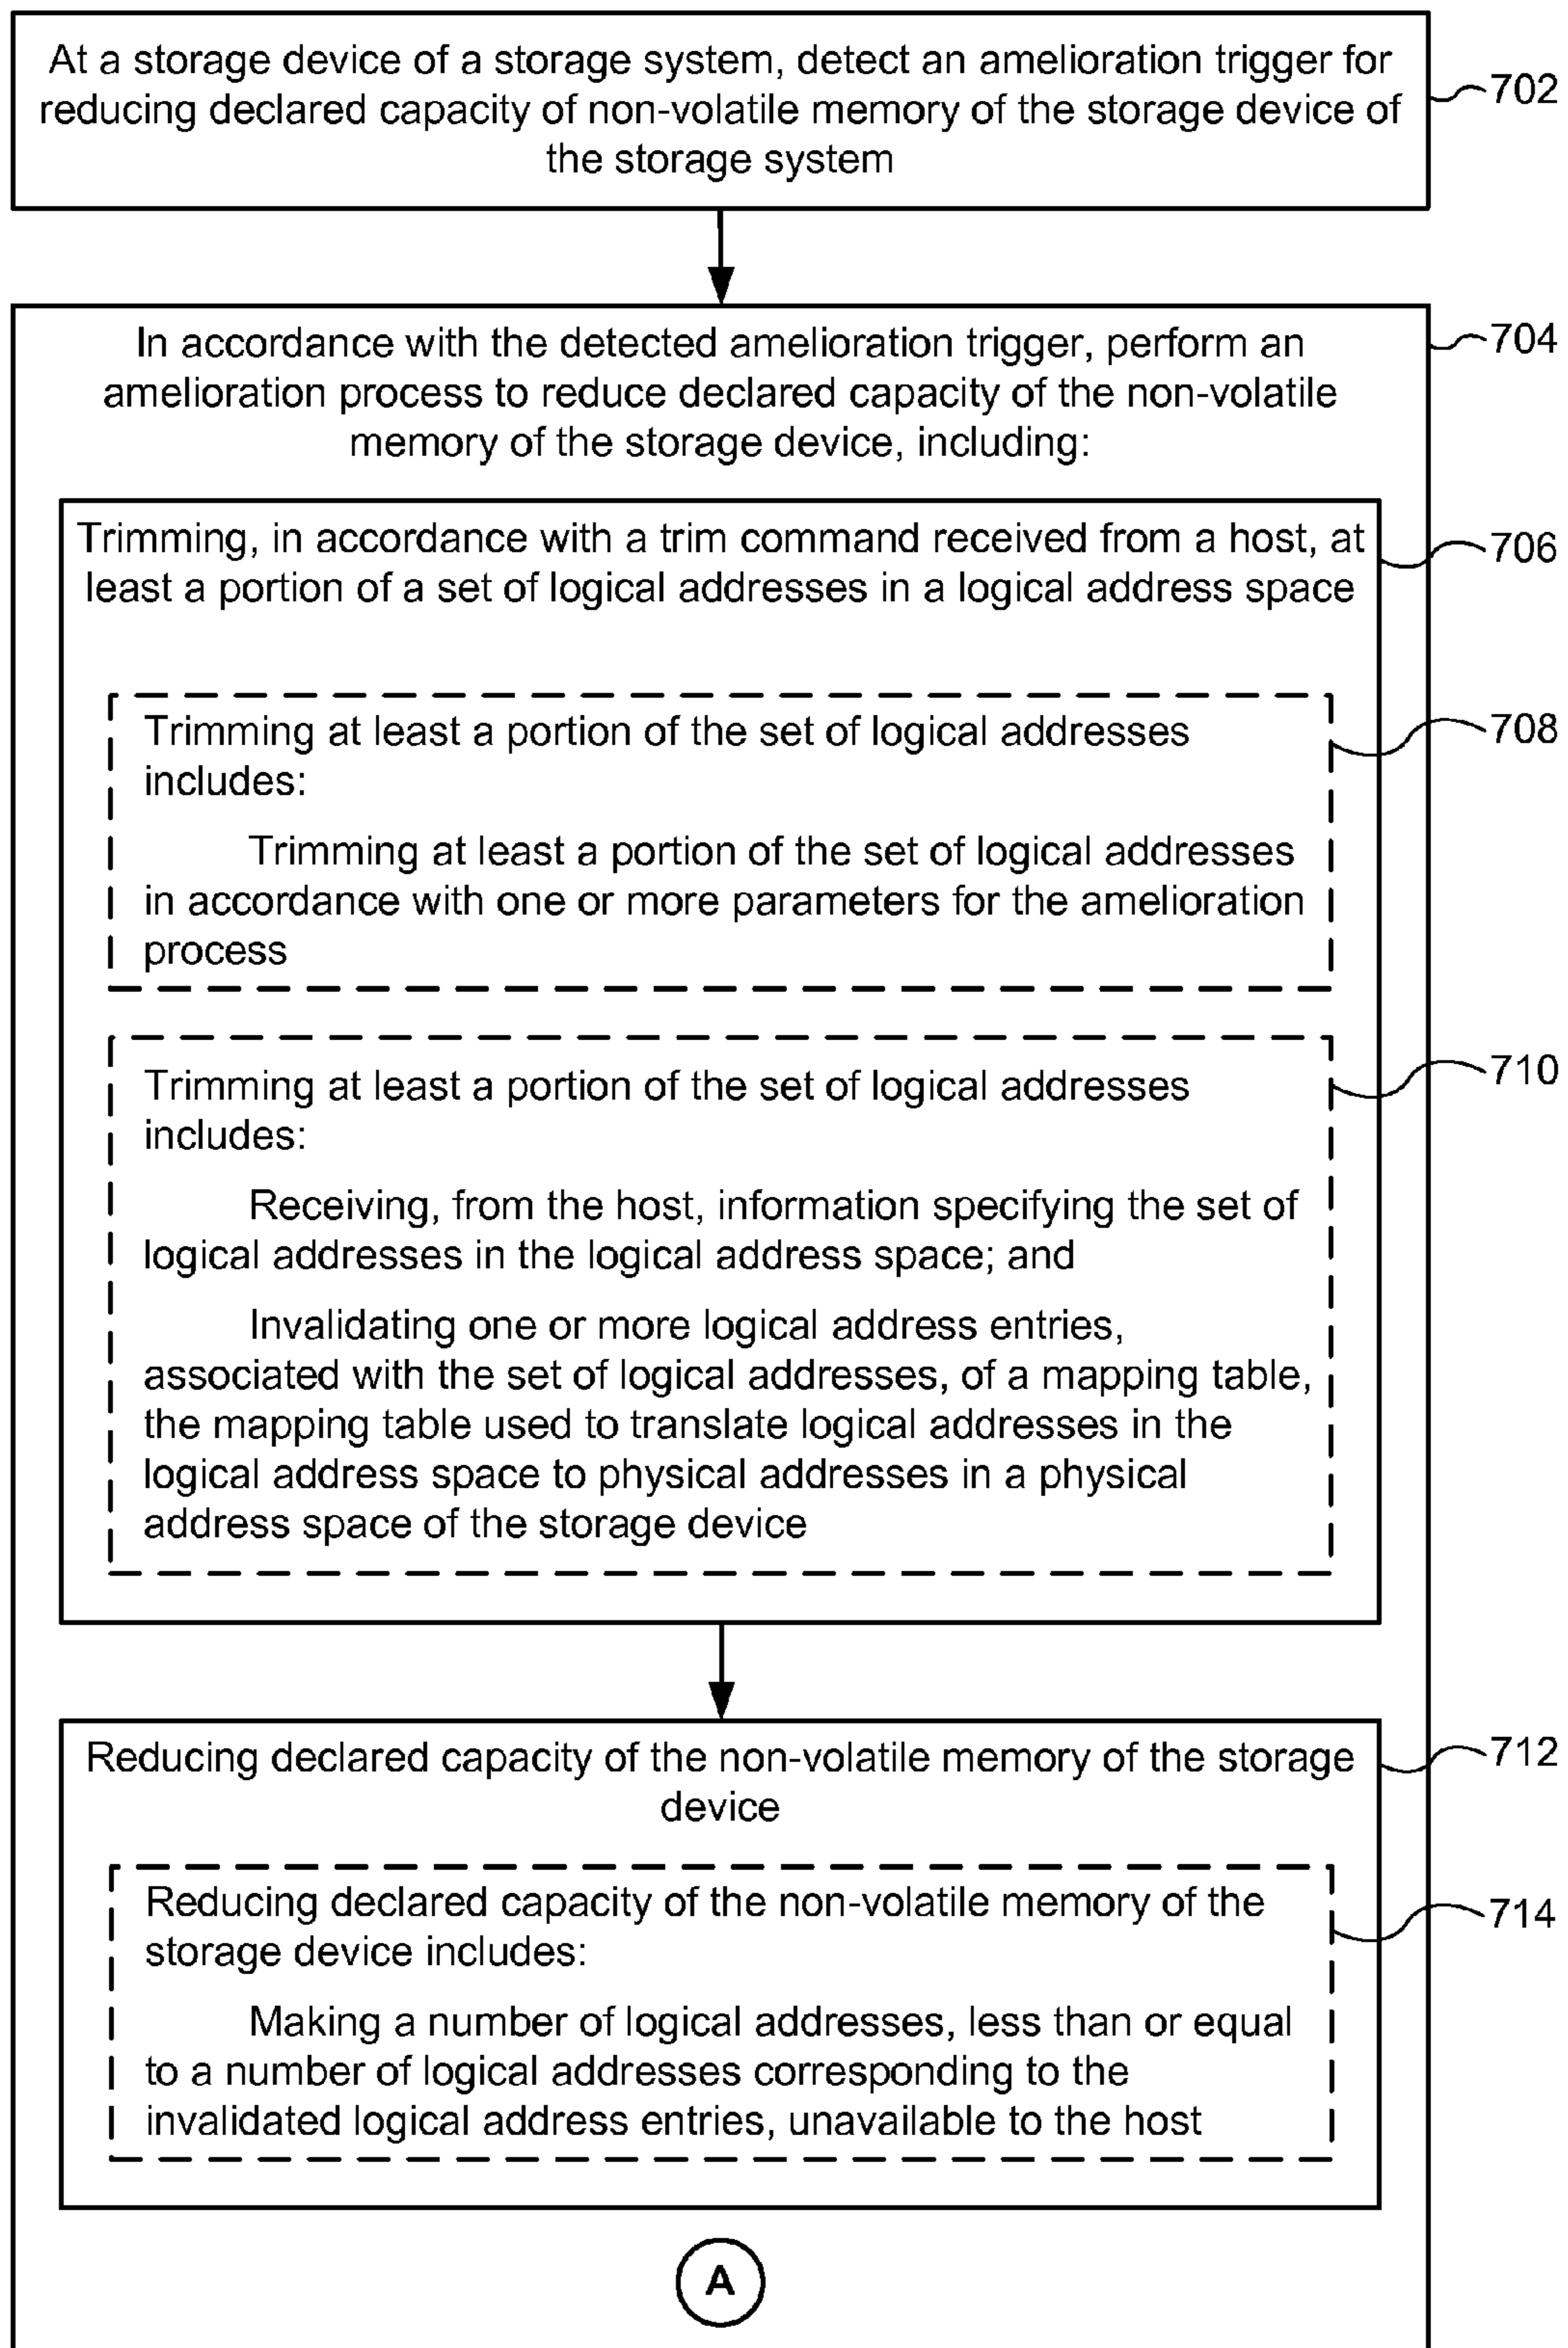 At a storage device of a storage system, detect an amelioration trigger for
reducing declared capacity of non-volatile memory of the storage device of
the storage system
702
In accordance with the detected amelioration trigger, perform an
amelioration process to reduce declared capacity of the non-volatile
memory of the storage device, including:
704
Trimming, in accordance with a trim command received from a host, at
least a portion of a set of logical addresses in a logical address space
706
Trimming at least a portion of the set of logical addresses
includes:
Trimming at least a portion of the set of logical addresses
in accordance with one or more parameters for the amelioration
process
708
Trimming at least a portion of the set of logical addresses
includes:
Receiving, from the host, information specifying the set of
logical addresses in the logical address space; and
Invalidating one or more logical address entries,
associated with the set of logical addresses, of a mapping table,
the mapping table used to translate logical addresses in the
logical address space to physical addresses in a physical
address space of the storage device
710
Reducing declared capacity of the non-volatile memory of the storage
device
712
Reducing declared capacity of the non-volatile memory of the
storage device includes:
Making a number of logical addresses, less than or equal
to a number of logical addresses corresponding to the
invalidated logical address entries, unavailable to the host
714
A